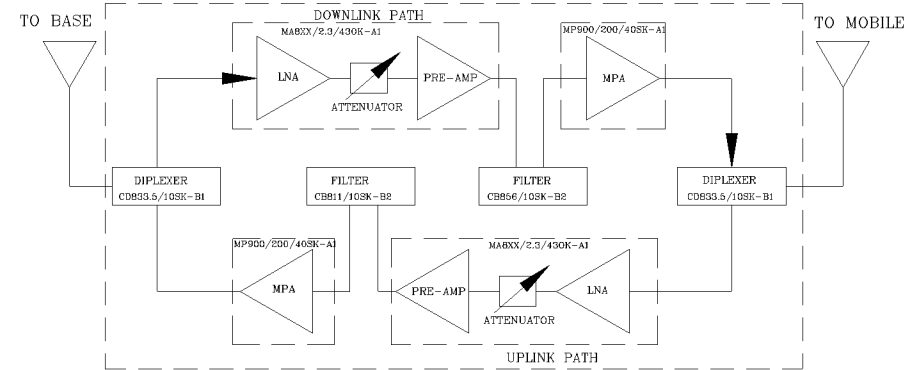 DOWNLINK PATH
TO BASE
TO MOBILE
MA8XX/2.3/430K-A1
MP900/200/40SK-A1
LNA
PRE-AMP
MPA
ATTENUATOR
DIPLEXER
CD833.5/10SK-B1
FILTER
CB811/10SK-B2
FILTER
CB856/10SK-B2
DIPLEXER
CD833.5/10SK-B1
MP900/200/40SK-A1
MA8XX/2.3/430K-A1
MPA
PRE-AMP
LNA
ATTENUATOR
UPLINK PATH